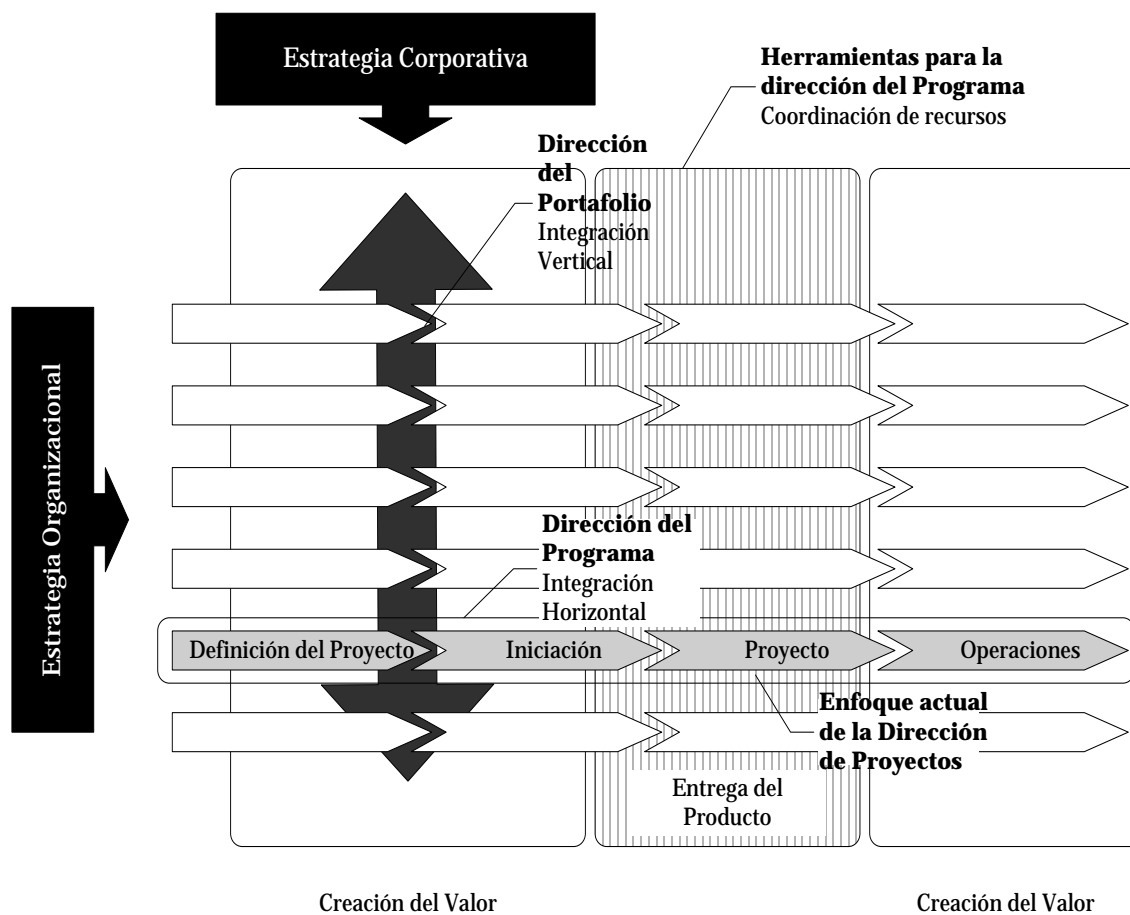 Estrategia Corporativa
Herramientas para la
dirección del Programa
Coordinación de recursos
Dirección
del
Portafolio
Integración
Vertical
Estrategia Organizacional
Dirección del
Programa
Integración
Horizontal
Definición del Proyecto
Iniciación
Proyecto
Operaciones
Enfoque actual
de la Dirección
de Proyectos
Entrega del
Producto
Creación del Valor
Creación del Valor